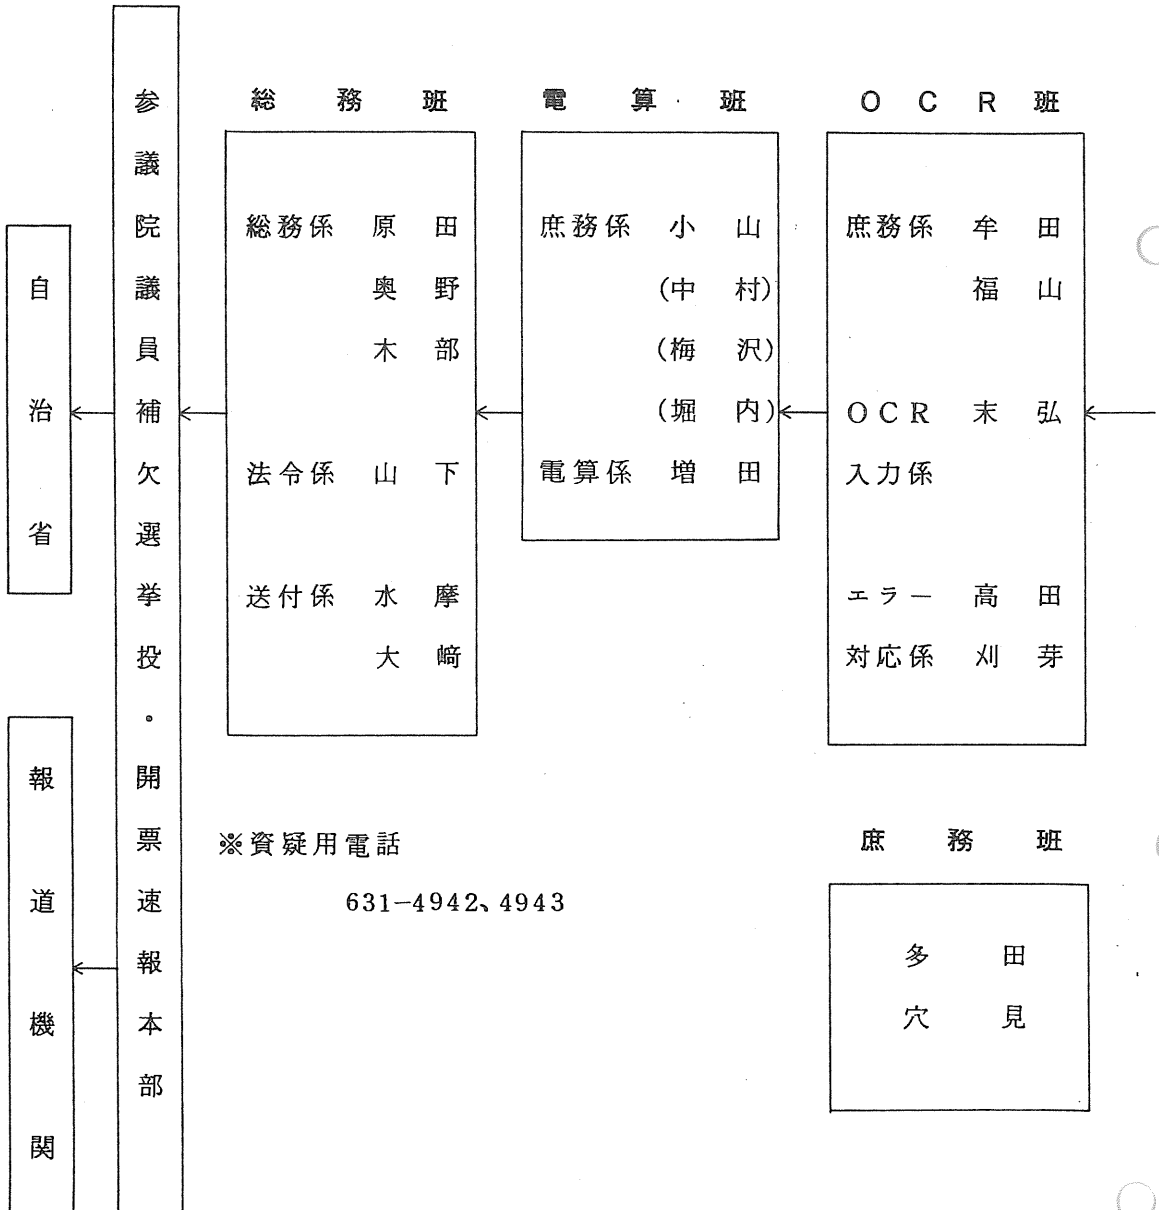 自治省
報道機関
参議院議員補欠選挙投・開票速報本部
総務班
総務係 原田
奥野
木部
法令係 山下
送付係 水摩
大﨑
電算班
庶務係 小山
(中村)
(梅沢)
(堀内)
電算係 増田
OCR班
庶務係 牟田
福山
OCR 末弘
入力係
エラー 高田
対応係 刈芽
※資疑用電話
631-4942、4943
庶務班
多田
穴見